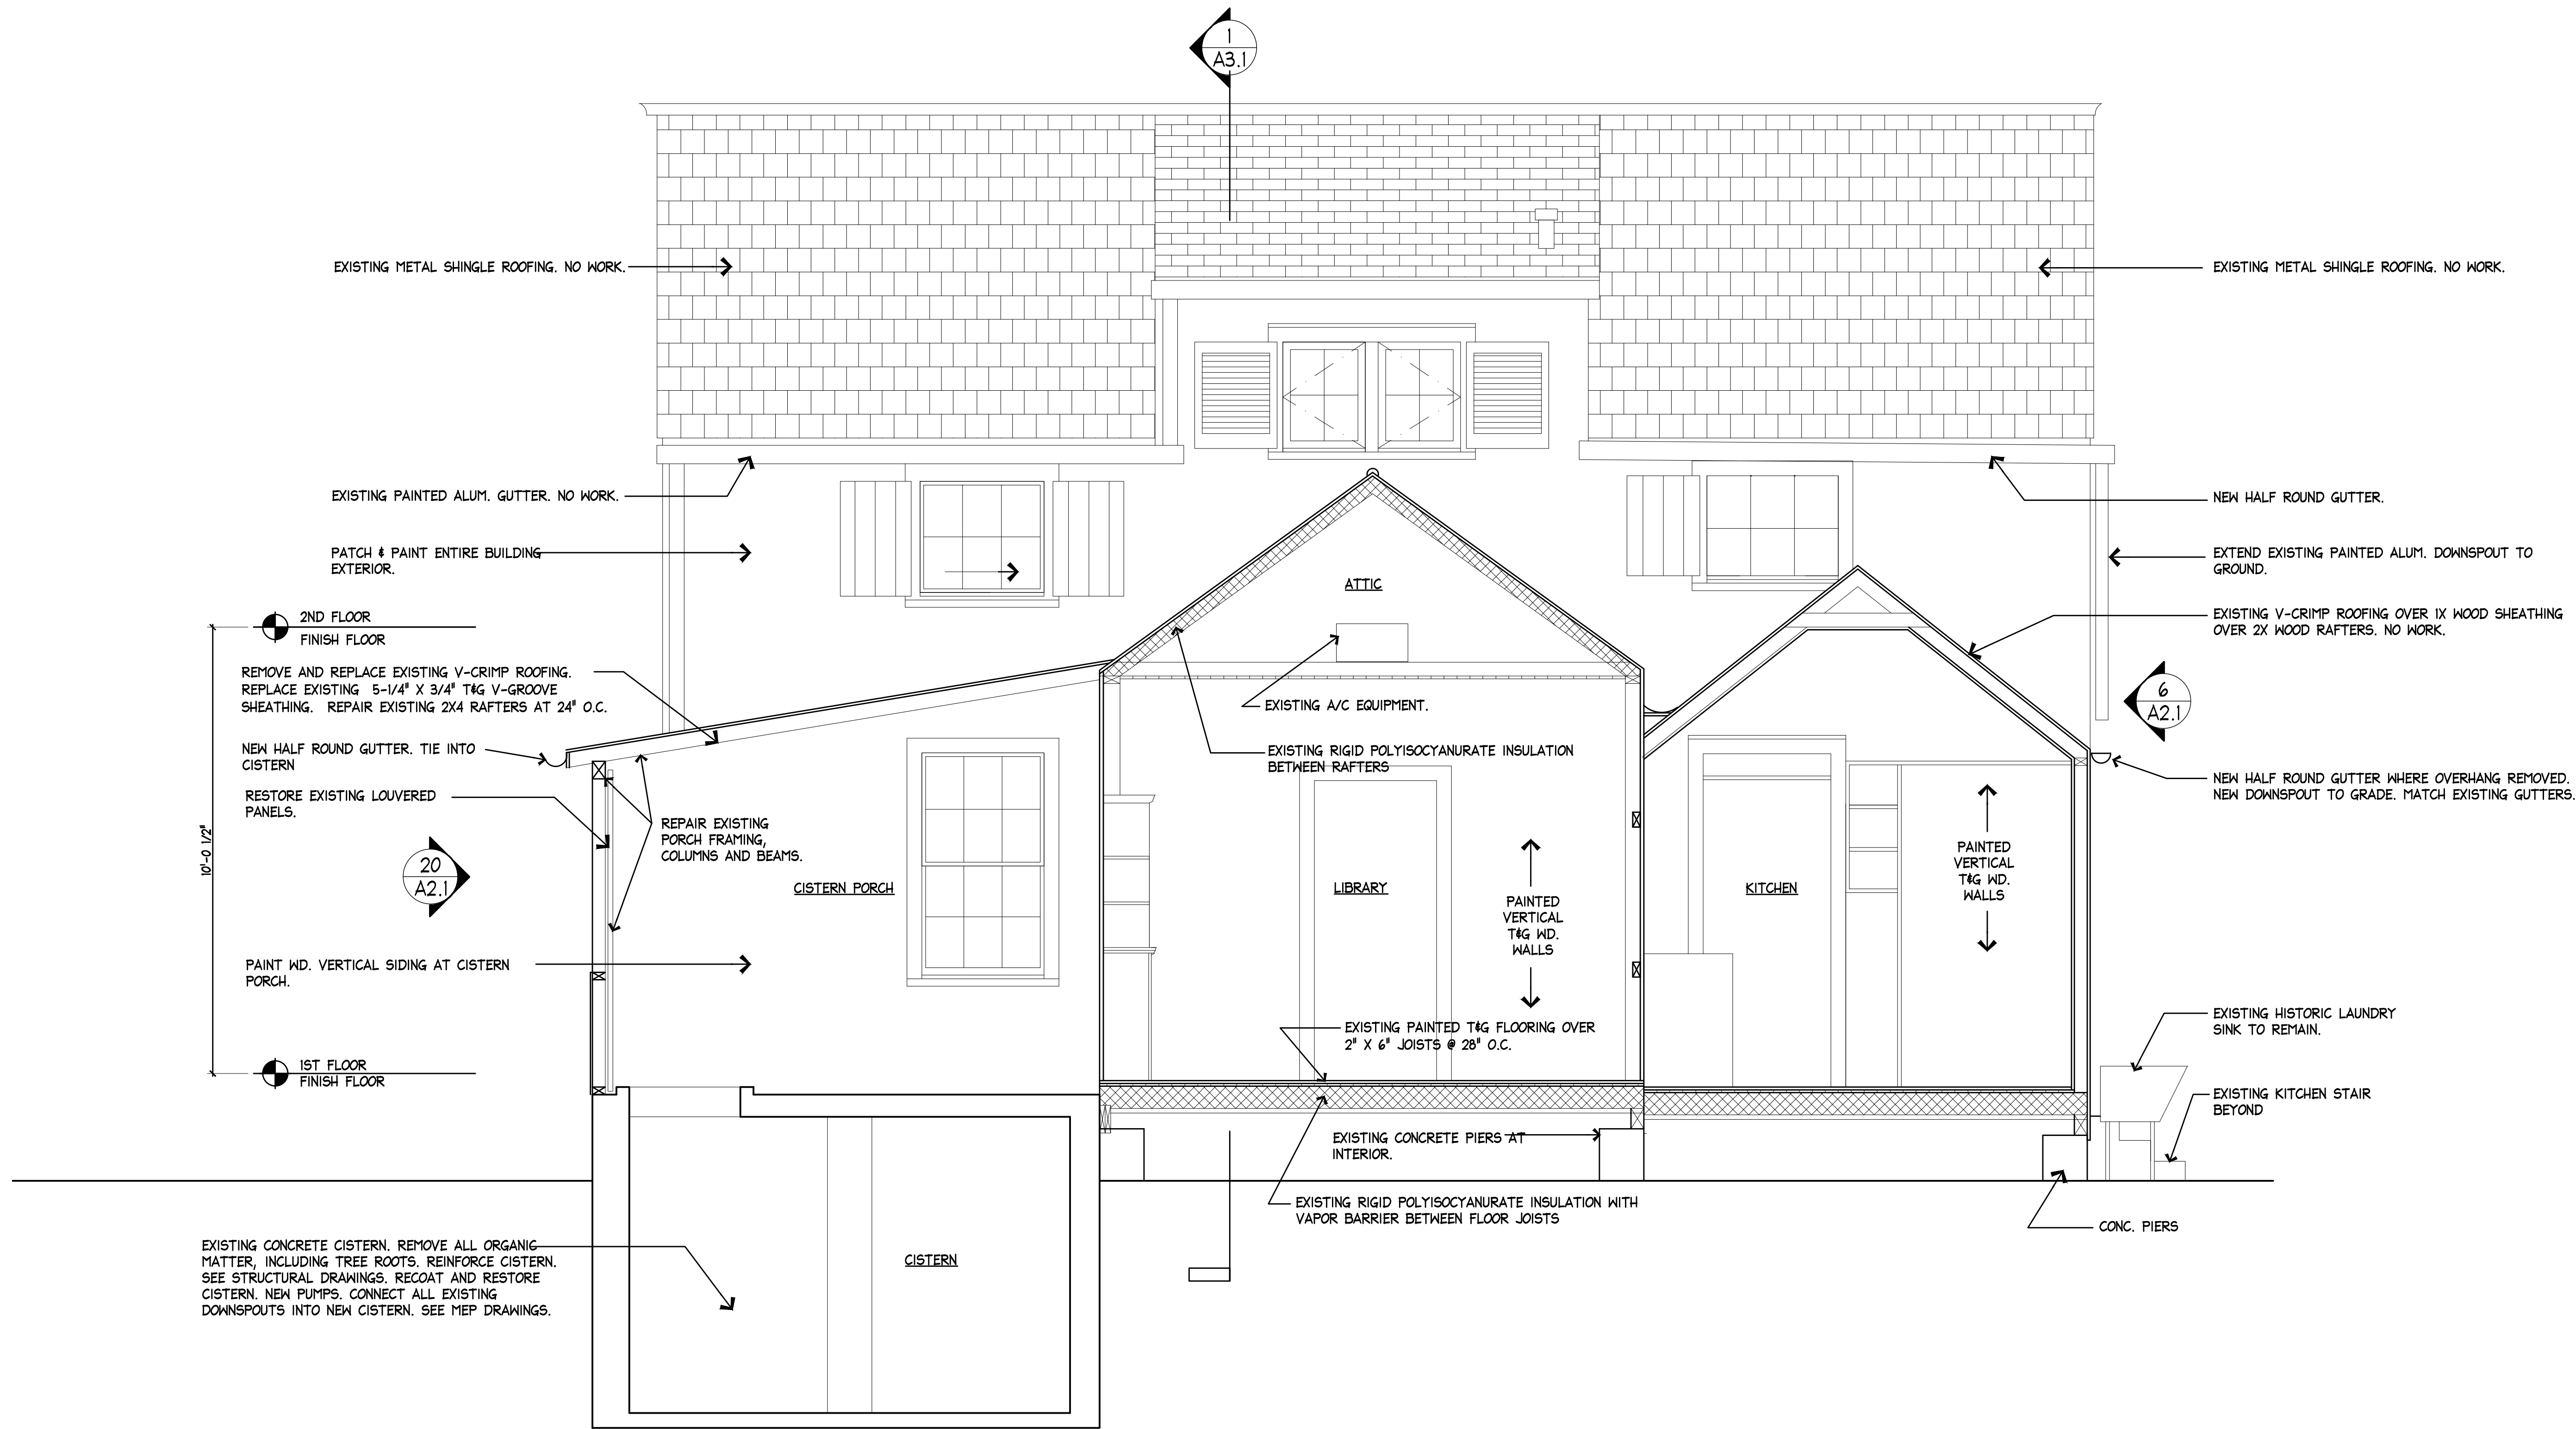 1
A3.1
EXISTING METAL SHINGLE ROOFING. NO WORK.
EXISTING METAL SHINGLE ROOFING. NO WORK.
EXISTING PAINTED ALUM. GUTTER. NO WORK.
NEW HALF ROUND GUTTER.
PATCH & PAINT ENTIRE BUILDING
EXTERIOR.
EXTEND EXISTING PAINTED ALUM. DOWNSPOUT TO
GROUND.
ATTIC
2ND FLOOR
FINISH FLOOR
EXISTING V-CRIMP ROOFING OVER 1X WOOD SHEATHING
OVER 2X WOOD RAFTERS. NO WORK.
REMOVE AND REPLACE EXISTING V-CRIMP ROOFING.
REPLACE EXISTING 5-1/4" X 3/4" T&G V-GROOVE
SHEATHING. REPAIR EXISTING 2X4 RAFTERS AT 24" O.C.
6
A2.1
EXISTING A/C EQUIPMENT.
NEW HALF ROUND GUTTER. TIE INTO
CISTERN
EXISTING RIGID POLYISOCYANURATE INSULATION
BETWEEN RAFTERS
NEW HALF ROUND GUTTER WHERE OVERHANG REMOVED.
NEW DOWNSPOUT TO GRADE. MATCH EXISTING GUTTERS.
RESTORE EXISTING LOUVERED
PANELS.
REPAIR EXISTING
PORCH FRAMING,
COLUMNS AND BEAMS.
10'-0 1/2"
20
A2.1
CISTERN PORCH
LIBRARY
KITCHEN
PAINTED
VERTICAL
T&G WD.
WALLS
PAINTED
VERTICAL
T&G WD.
WALLS
PAINT WD. VERTICAL SIDING AT CISTERN
PORCH.
EXISTING PAINTED T&G FLOORING OVER
2" X 6" JOISTS @ 28" O.C.
EXISTING HISTORIC LAUNDRY
SINK TO REMAIN.
1ST FLOOR
FINISH FLOOR
EXISTING KITCHEN STAIR
BEYOND
EXISTING CONCRETE PIERS AT
INTERIOR.
EXISTING RIGID POLYISOCYANURATE INSULATION WITH
VAPOR BARRIER BETWEEN FLOOR JOISTS
CONC. PIERS
EXISTING CONCRETE CISTERN. REMOVE ALL ORGANIC
MATTER, INCLUDING TREE ROOTS. REINFORCE CISTERN.
SEE STRUCTURAL DRAWINGS. RECOAT AND RESTORE
CISTERN. NEW PUMPS. CONNECT ALL EXISTING
DOWNSPOUTS INTO NEW CISTERN. SEE MEP DRAWINGS.
CISTERN